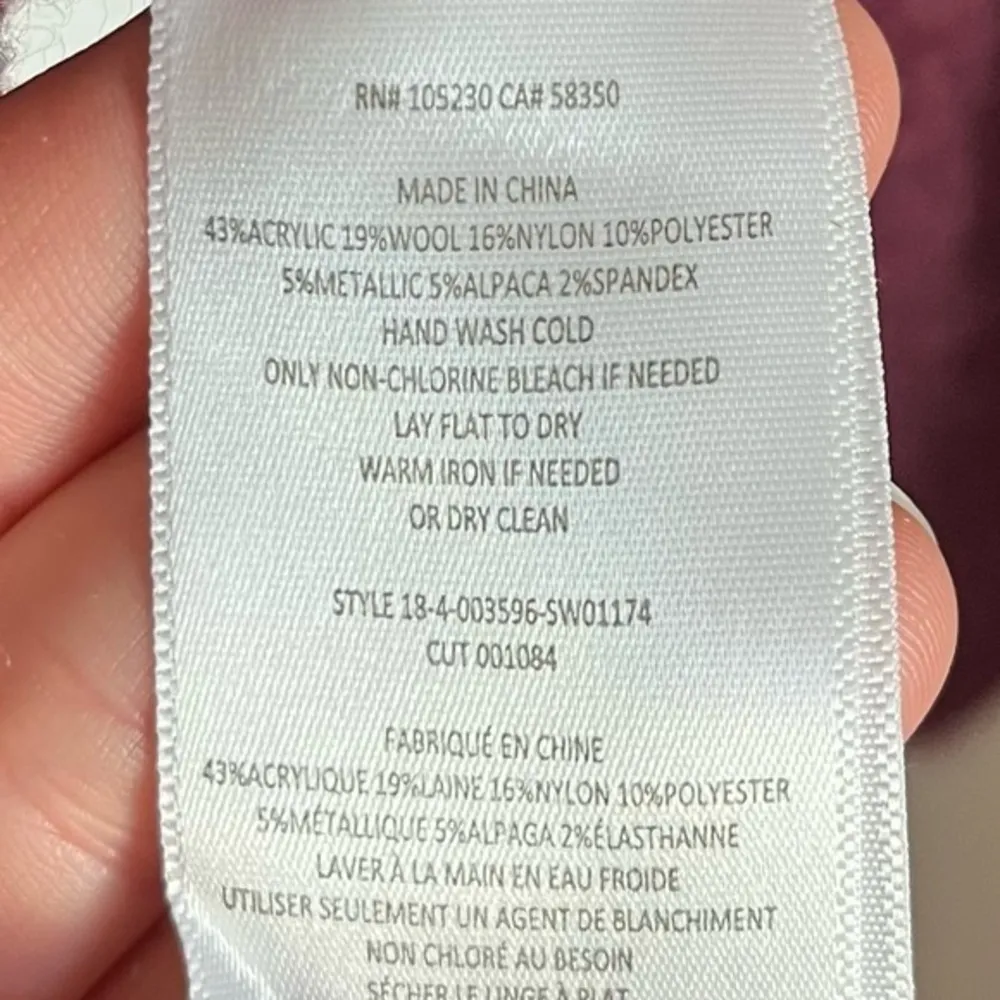 RN# 105230 CA# 58350
MADE IN CHINA
43%ACRYLIC 19%WOOL 16%NYLON 10%POLYESTER
5%METALLIC 5%ALPACA 2%SPANDEX
HAND WASH COLD
ONLY NON-CHLORINE BLEACH IF NEEDED
LAY FLAT TO DRY
WARM IRON IF NEEDED
OR DRY CLEAN
STYLE 18-4-003596-SW01174
CUT 001084
FABRIQUÉ EN CHINE
43%ACRYLIQUE 19%LAINE 16%NYLON 10%POLYESTER
5%MÉTALLIQUE 5%ALPAGA 2%ÉLASTHANNE
LAVER À LA MAIN EN EAU FROIDE
UTILISER SEULEMENT UN AGENT DE BLANCHIMENT
NON CHLORÉ AU BESOIN
SÉCHER LE LINGE À PLAT